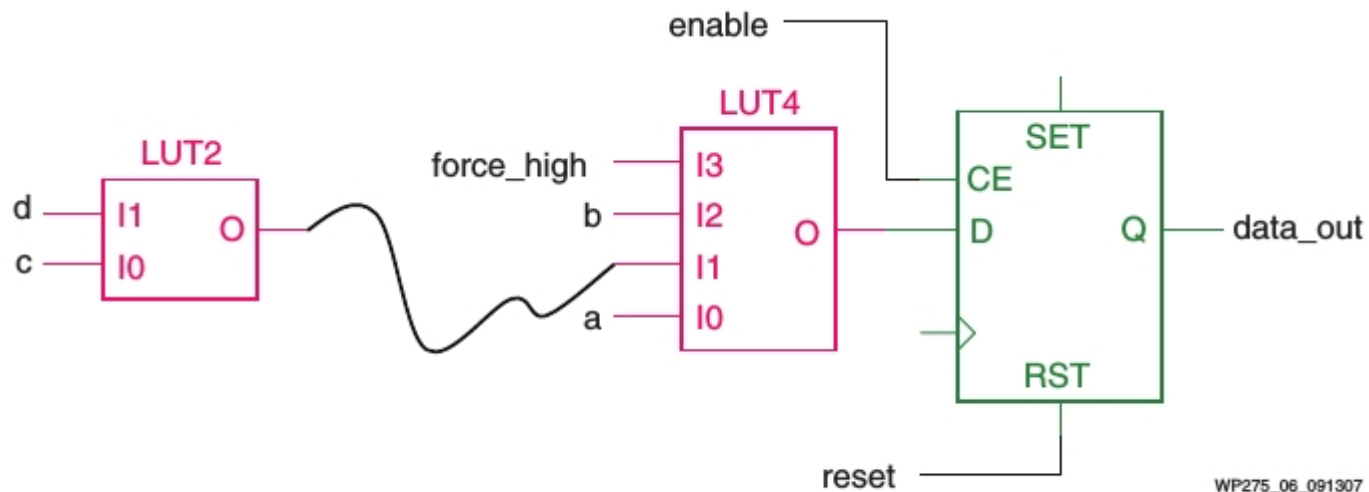 enable
LUT4
SET
LUT2
force_high
I3
CE
d
I1
O
b
I2
O
D
Q
data_out
c
I0
I1
a
I0
RST
reset
WP275_06_091307